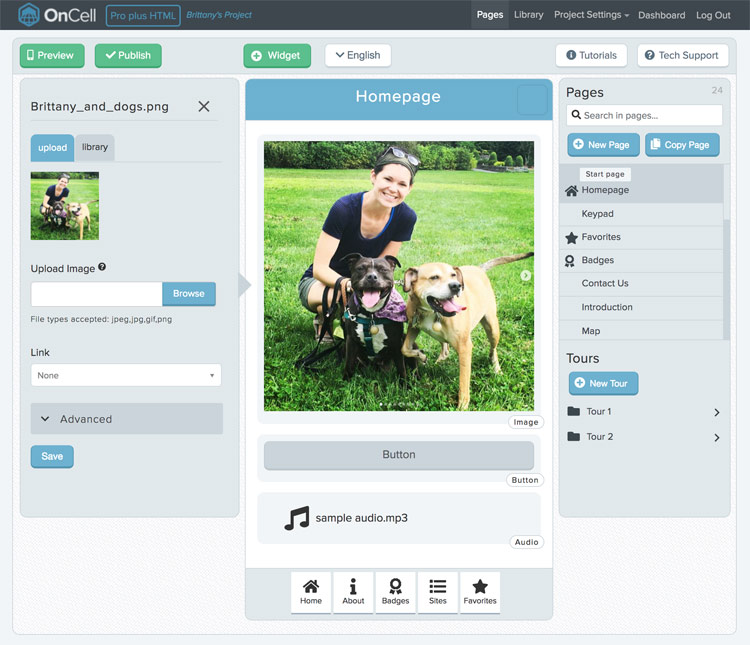 OnCell
Pro plus HTML
Brittany's Project
Pages
Library
Project Settings
Dashboard
Log Out
Preview
Publish
Widget
English
Tutorials
Tech Support
Brittany_and_dogs.png
upload
library
Upload Image
Browse
File types accepted: jpeg,jpg,gif,png
Link
None
Advanced
Save
Homepage
Image
Button
Button
sample audio.mp3
Audio
Home
About
Badges
Sites
Favorites
Pages
24
Search in pages...
New Page
Copy Page
Start page
Homepage
Keypad
Favorites
Badges
Contact Us
Introduction
Map
Tours
New Tour
Tour 1
Tour 2